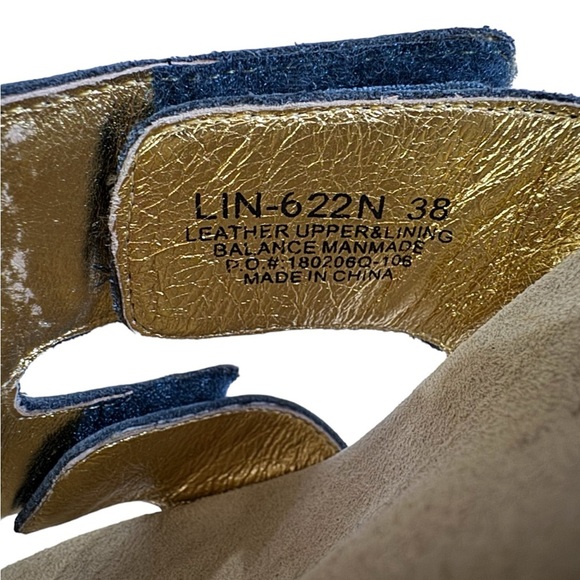 LIN-622N 38
LEATHER UPPER&LINING
BALANCE MANMADE
P.O.#:180206Q-106
MADE IN CHINA